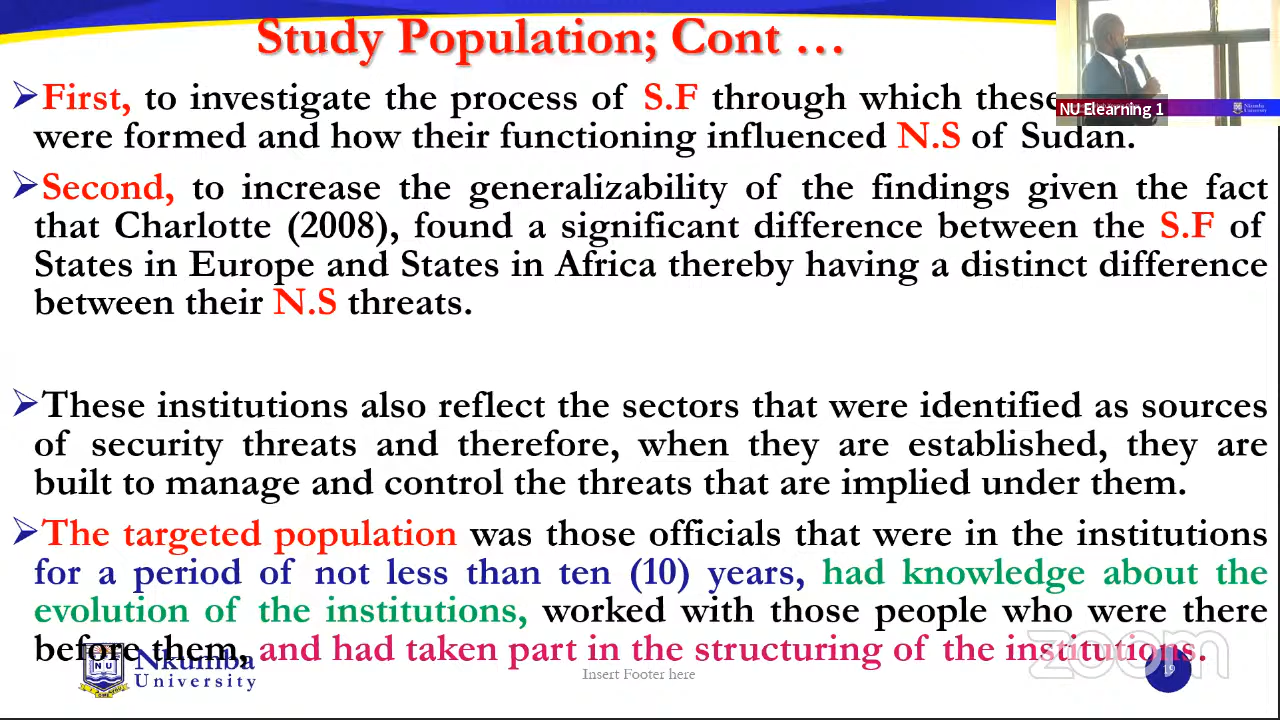 Study Population; Cont …
➢First, to investigate the process of S.F through which these
were formed and how their functioning influenced N.S of Sudan.
NU Elearning 1
Nkumba
University
➢Second, to increase the generalizability of the findings given the fact
that Charlotte (2008), found a significant difference between the S.F of
States in Europe and States in Africa thereby having a distinct difference
between their N.S threats.
➢These institutions also reflect the sectors that were identified as sources
of security threats and therefore, when they are established, they are
built to manage and control the threats that are implied under them.
➢The targeted population was those officials that were in the institutions
for a period of not less than ten (10) years, had knowledge about the
evolution of the institutions, worked with those people who were there
before them, and had taken part in the structuring of the institutions.
NU
Nkumba
University
Insert Footer here
zoom
19